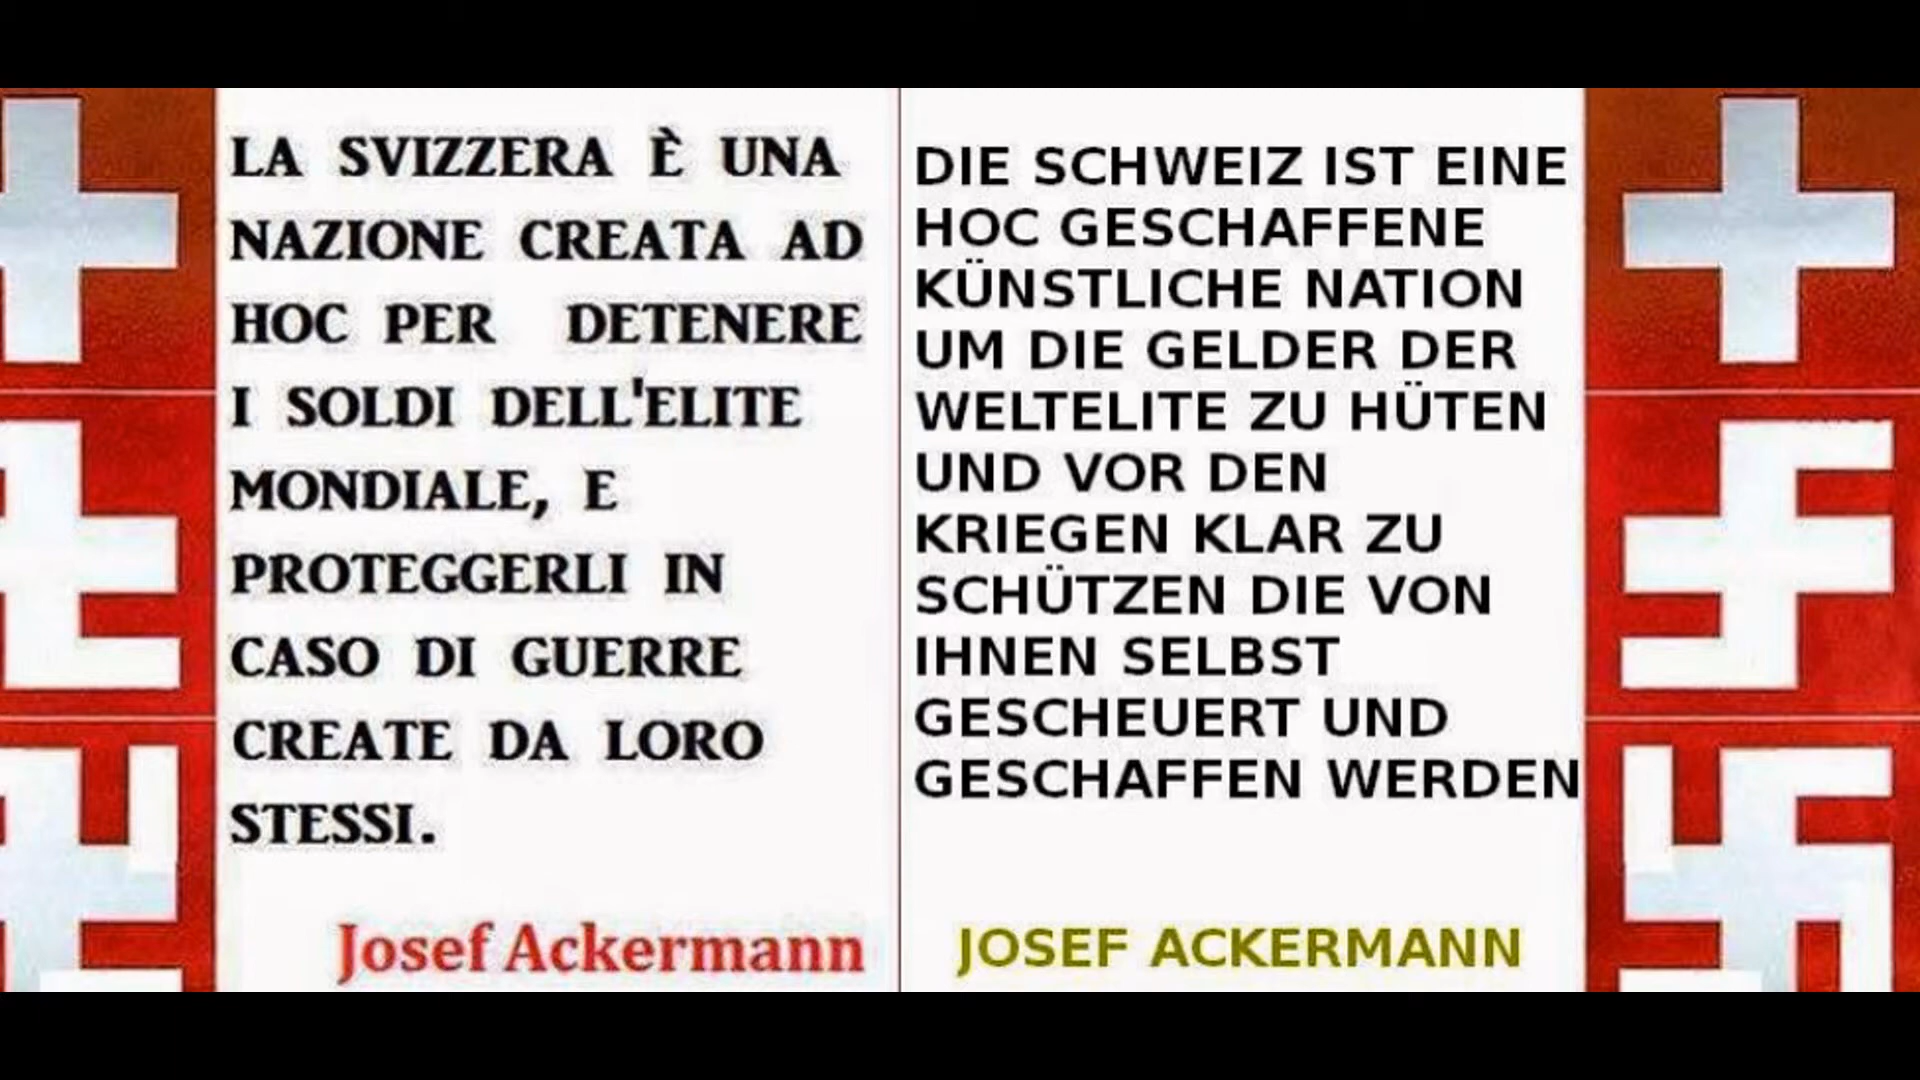 LA SVIZZERA È UNA
NAZIONE CREATA AD
HOC PER DETENERE
I SOLDI DELL'ELITE
MONDIALE, E
PROTEGGERLI IN
CASO DI GUERRE
CREATE DA LORO
STESSI.
Josef Ackermann
DIE SCHWEIZ IST EINE
HOC GESCHAFFENE
KÜNSTLICHE NATION
UM DIE GELDER DER
WELTELITE ZU HÜTEN
UND VOR DEN
KRIEGEN KLAR ZU
SCHÜTZEN DIE VON
IHNEN SELBST
GESCHEUERT UND
GESCHAFFEN WERDEN
JOSEF ACKERMANN